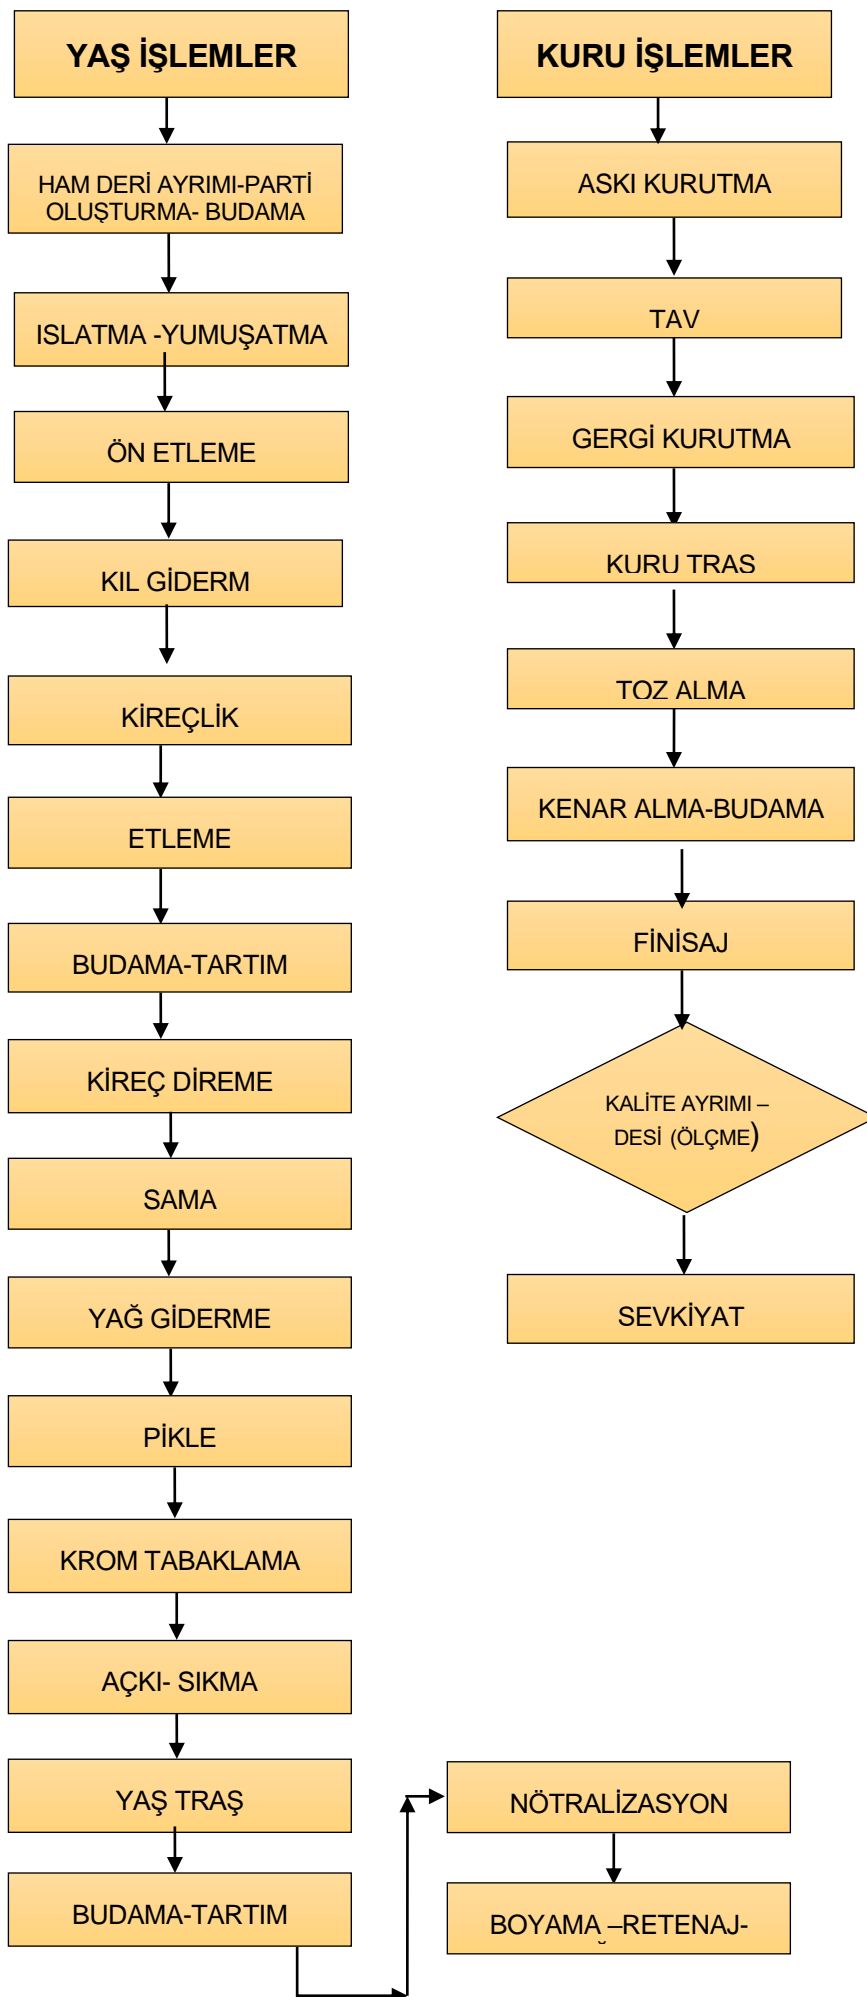 YAŞ İŞLEMLER
HAM DERİ AYRIMI-PARTİ
OLUŞTURMA- BUDAMA
ISLATMA -YUMUŞATMA
ÖN ETLEME
KIL GİDERM
KİREÇLİK
ETLEME
BUDAMA-TARTIM
KİREÇ DİREME
SAMA
YAĞ GİDERME
PİKLE
KROM TABAKLAMA
AÇKI- SIKMA
YAŞ TRAŞ
BUDAMA-TARTIM
NÖTRALİZASYON
BOYAMA –RETENAJ-
KURU İŞLEMLER
ASKI KURUTMA
TAV
GERGİ KURUTMA
KURU TRAS
TOZ ALMA
KENAR ALMA-BUDAMA
FİNİSAJ
KALİTE AYRIMI –
DESİ (ÖLÇME)
SEVKİYAT